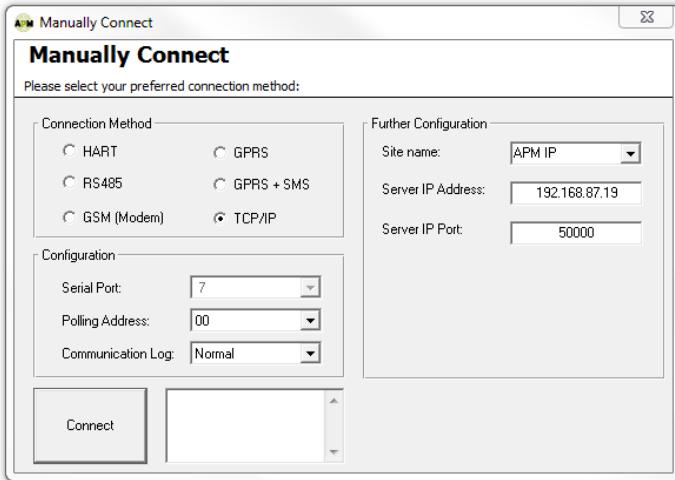 APM Manually Connect
Manually Connect
Please select your preferred connection method:
Connection Method
HART
GPRS
RS485
GPRS + SMS
GSM (Modem)
TCP/IP
Configuration
Serial Port: 7
Polling Address: 00
Communication Log: Normal
Connect
Further Configuration
Site name: APM IP
Server IP Address: 192.168.87.19
Server IP Port: 50000